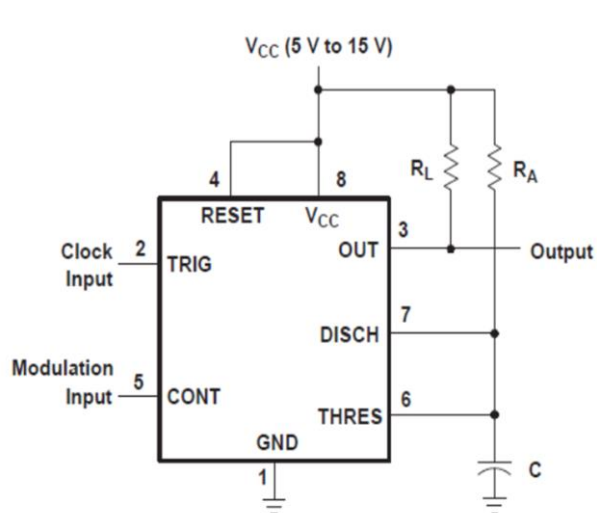 VCC (5 V to 15 V)
RL
RA
4
8
RESET
VCC
3
OUT
Output
Clock
Input
2
TRIG
7
DISCH
Modulation
Input
5
CONT
6
THRES
GND
1
C